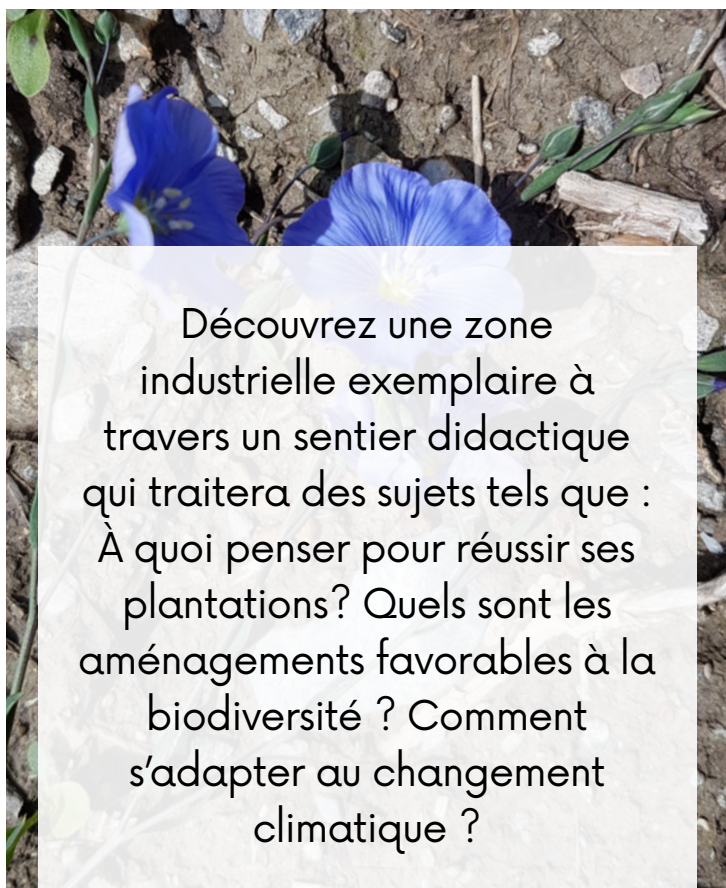 Découvrez une zone
industrielle exemplaire à
travers un sentier didactique
qui traitera des sujets tels que :
À quoi penser pour réussir ses
plantations? Quels sont les
aménagements favorables à la
biodiversité ? Comment
s'adapter au changement
climatique ?